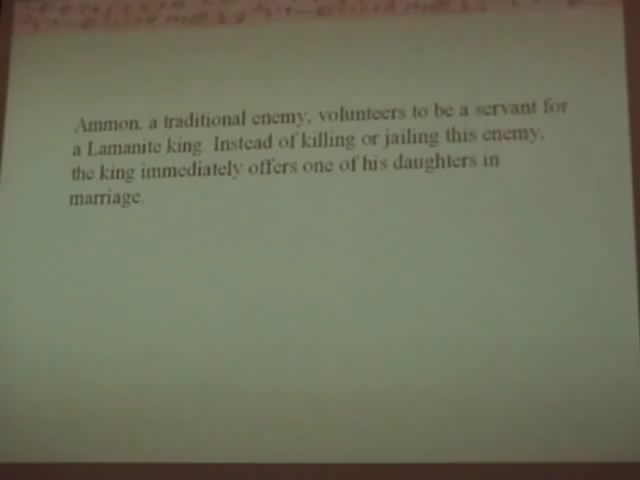 Ammon, a traditional enemy, volunteers to be a servant for
a Lamanite king. Instead of killing or jailing this enemy,
the king immediately offers one of his daughters in
marriage.